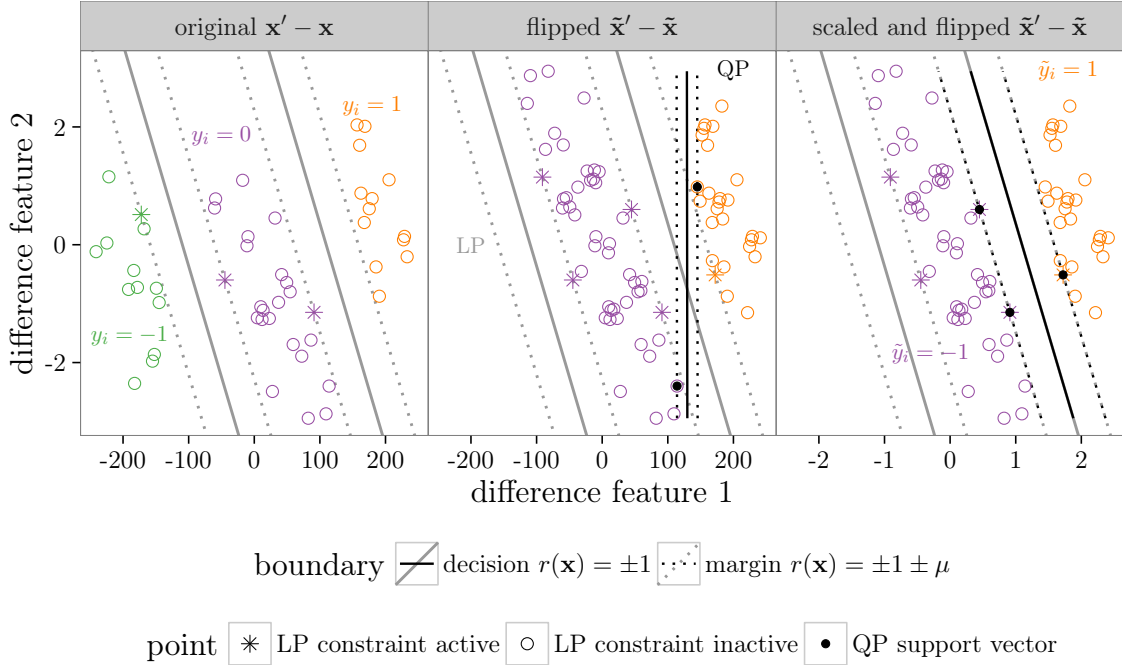 original x′ − x
flipped x̃′ − x̃
scaled and flipped x̃′ − x̃
difference feature 2
2
0
-2
y_i = −1
y_i = 0
y_i = 1
LP
QP
ỹ_i = 1
ỹ_i = −1
-200 -100 0 100 200
-200 -100 0 100 200
-2 -1 0 1 2
difference feature 1
boundary decision r(x) = ±1 margin r(x) = ±1 ± μ
point LP constraint active LP constraint inactive QP support vector